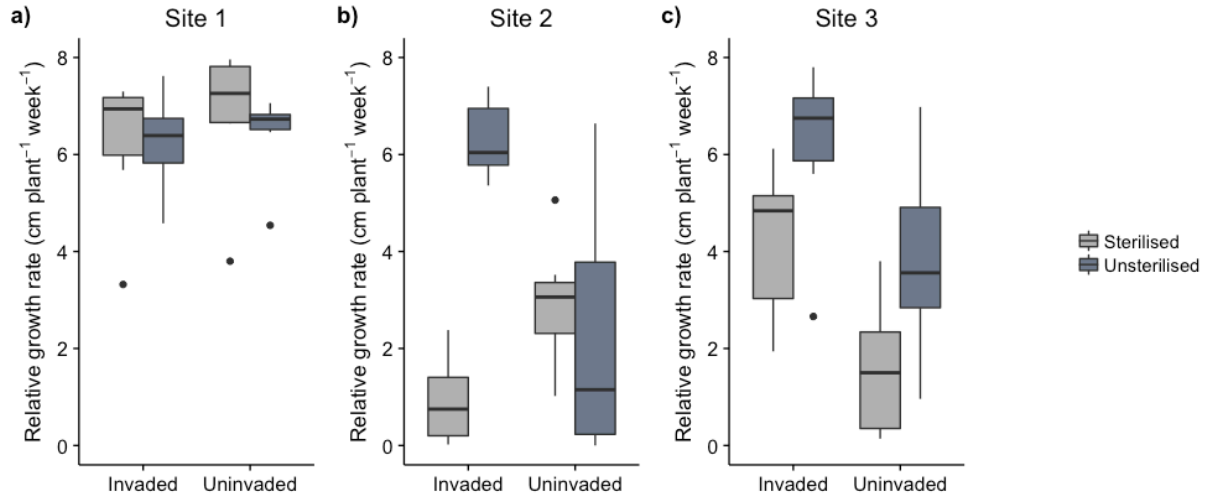 a) Site 1
Relative growth rate (cm plant⁻¹ week⁻¹)
8
6
4
2
0
Invaded Uninvaded
b) Site 2
Relative growth rate (cm plant⁻¹ week⁻¹)
8
6
4
2
0
Invaded Uninvaded
c) Site 3
Relative growth rate (cm plant⁻¹ week⁻¹)
8
6
4
2
0
Invaded Uninvaded
Sterilised
Unsterilised